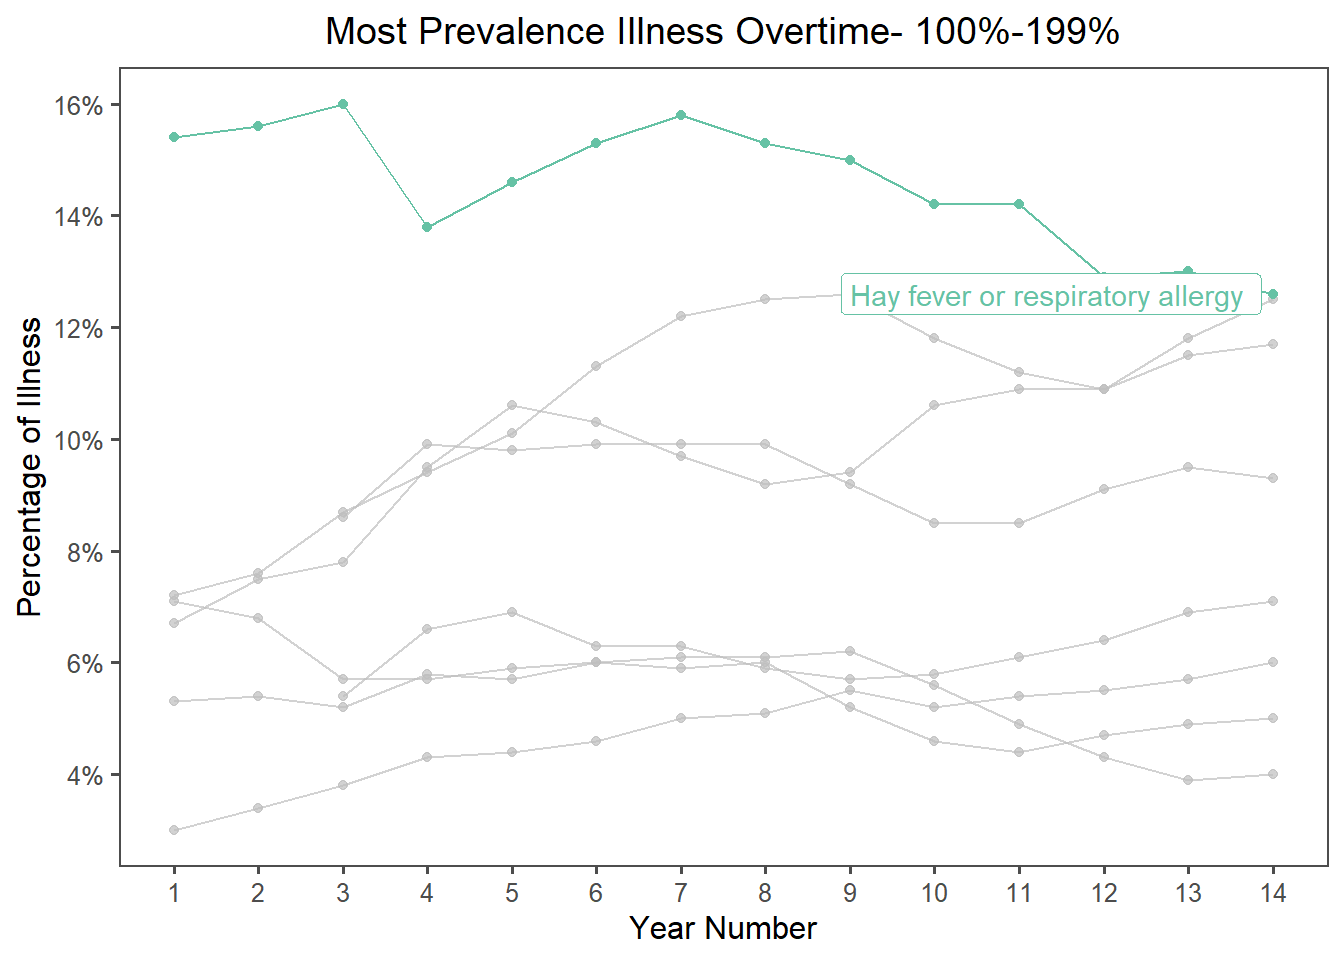 Most Prevalence Illness Overtime- 100%-199%
Percentage of Illness
16%
14%
12%
10%
8%
6%
4%
Hay fever or respiratory allergy
1 2 3 4 5 6 7 8 9 10 11 12 13 14
Year Number